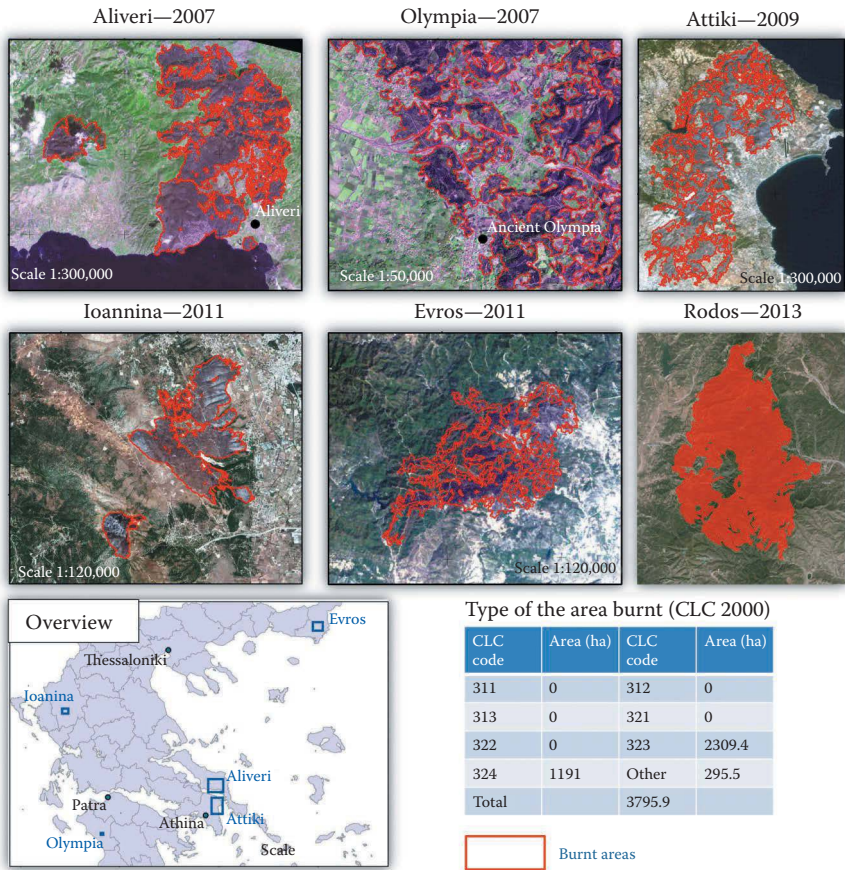 Aliveri—2007
Olympia—2007
Attiki—2009
Aliveri
Scale 1:300,000
Ancient Olympia
Scale 1:50,000
Scale 1:300,000
Ioannina—2011
Evros—2011
Rodos—2013
Scale 1:120,000
Scale 1:120,000
Overview
Evros
Thessaloniki
Ioanina
Aliveri
Patra
Athina
Attiki
Olympia
Scale
Type of the area burnt (CLC 2000)
CLC code Area (ha) CLC code Area (ha)
311 0 312 0
313 0 321 0
322 0 323 2309.4
324 1191 Other 295.5
Total 3795.9
Burnt areas